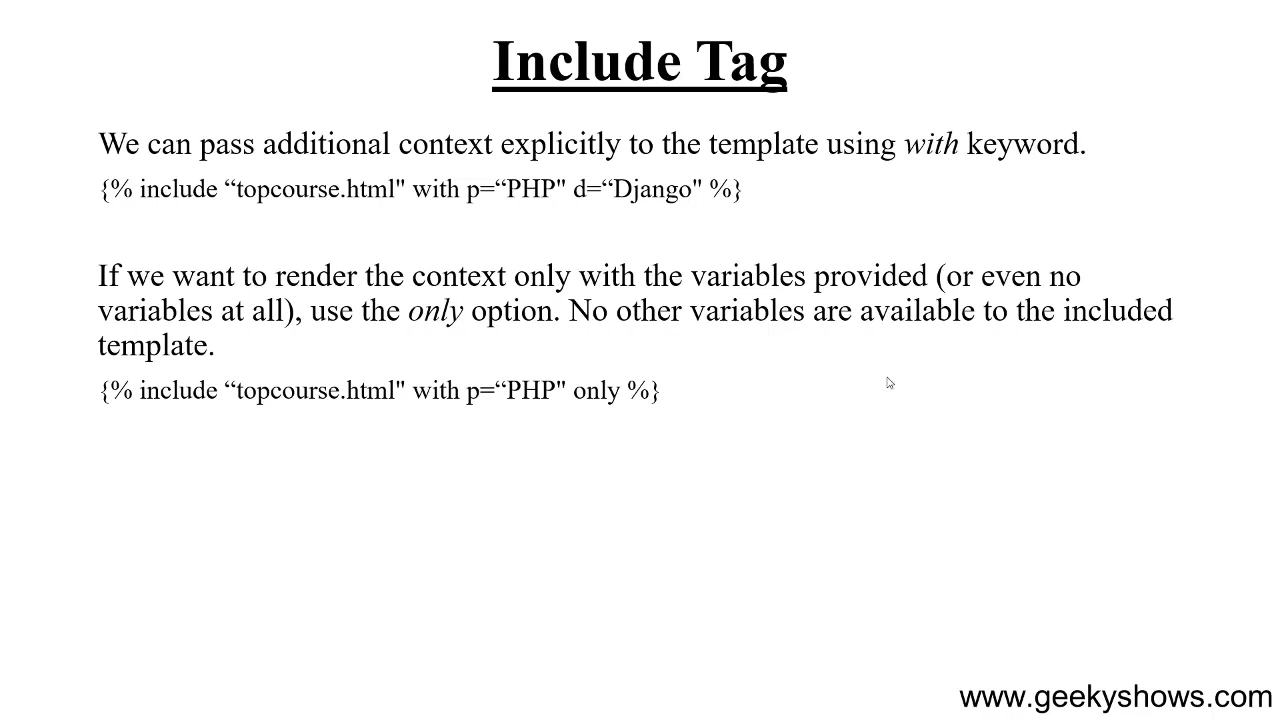 Include Tag
We can pass additional context explicitly to the template using with keyword.
{% include “topcourse.html" with p=“PHP" d=“Django" %}
If we want to render the context only with the variables provided (or even no
variables at all), use the only option. No other variables are available to the included
template.
{% include “topcourse.html" with p=“PHP" only %}
www.geekyshows.com